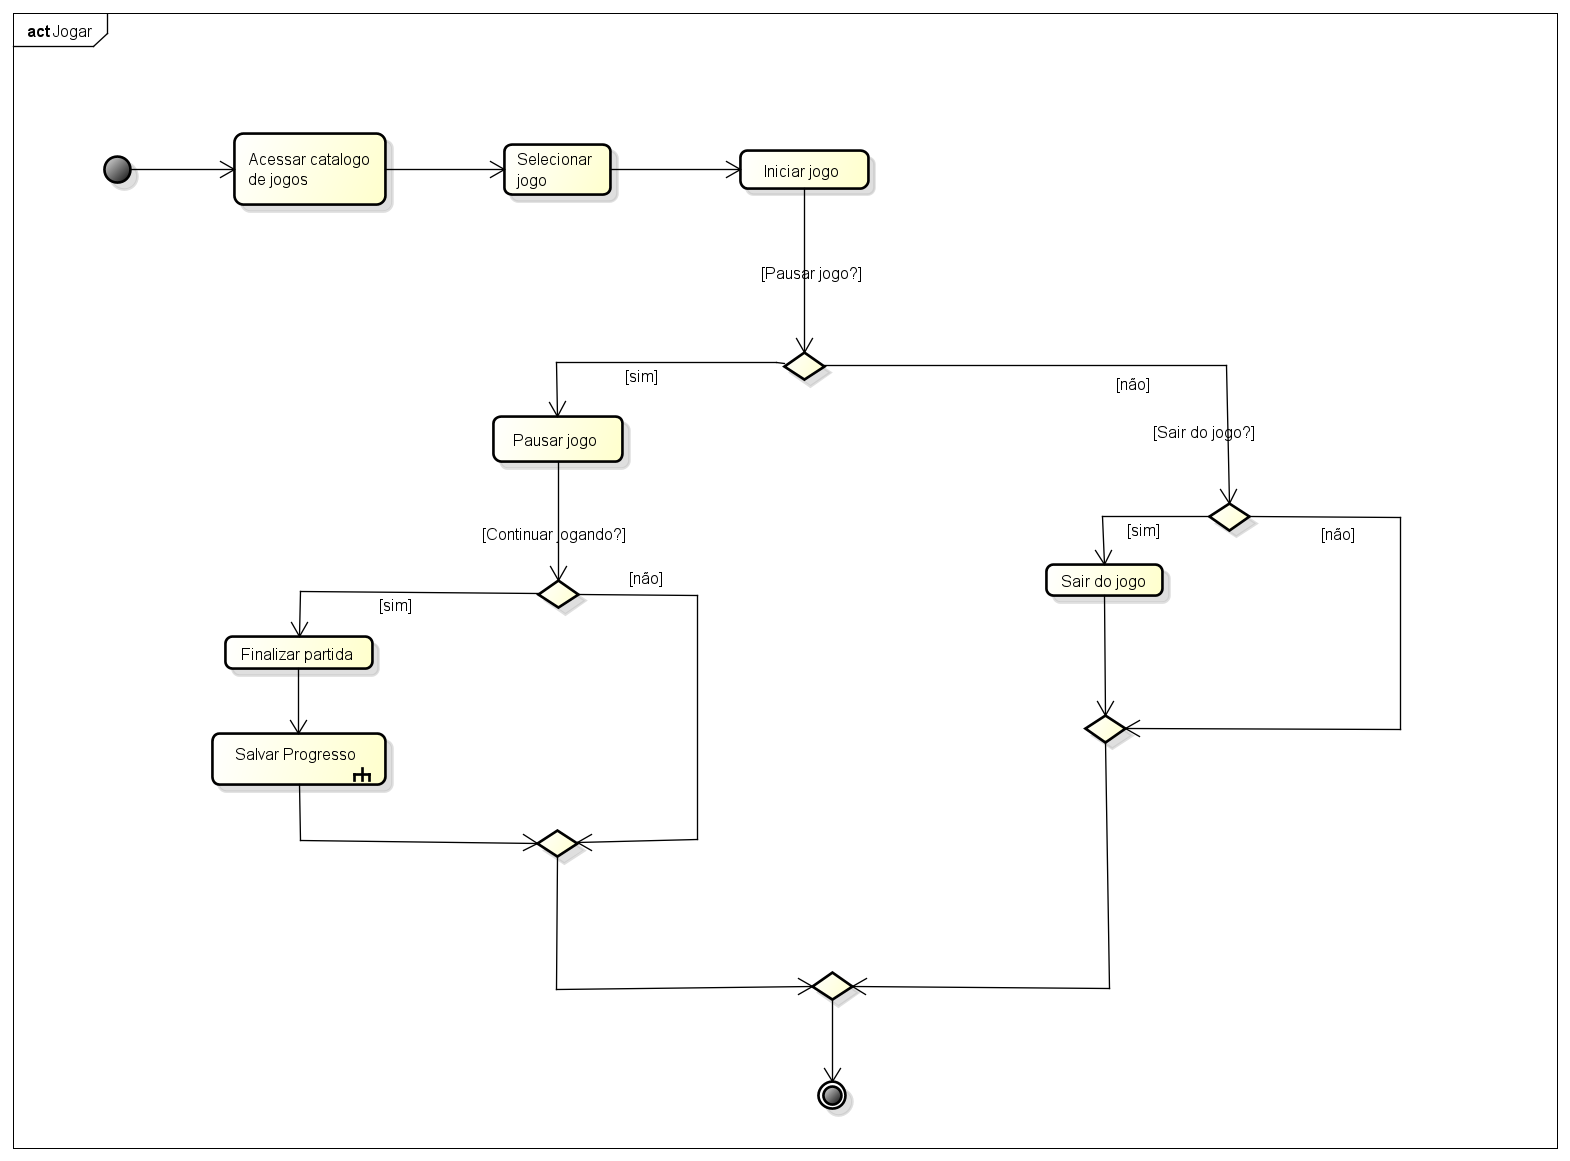 act Jogar
Acessar catalogo
de jogos
Selecionar
jogo
Iniciar jogo
[Pausar jogo?]
[sim]
[não]
Pausar jogo
[Sair do jogo?]
[Continuar jogando?]
[sim]
[não]
Sair do jogo
[não]
[sim]
Finalizar partida
Salvar Progresso